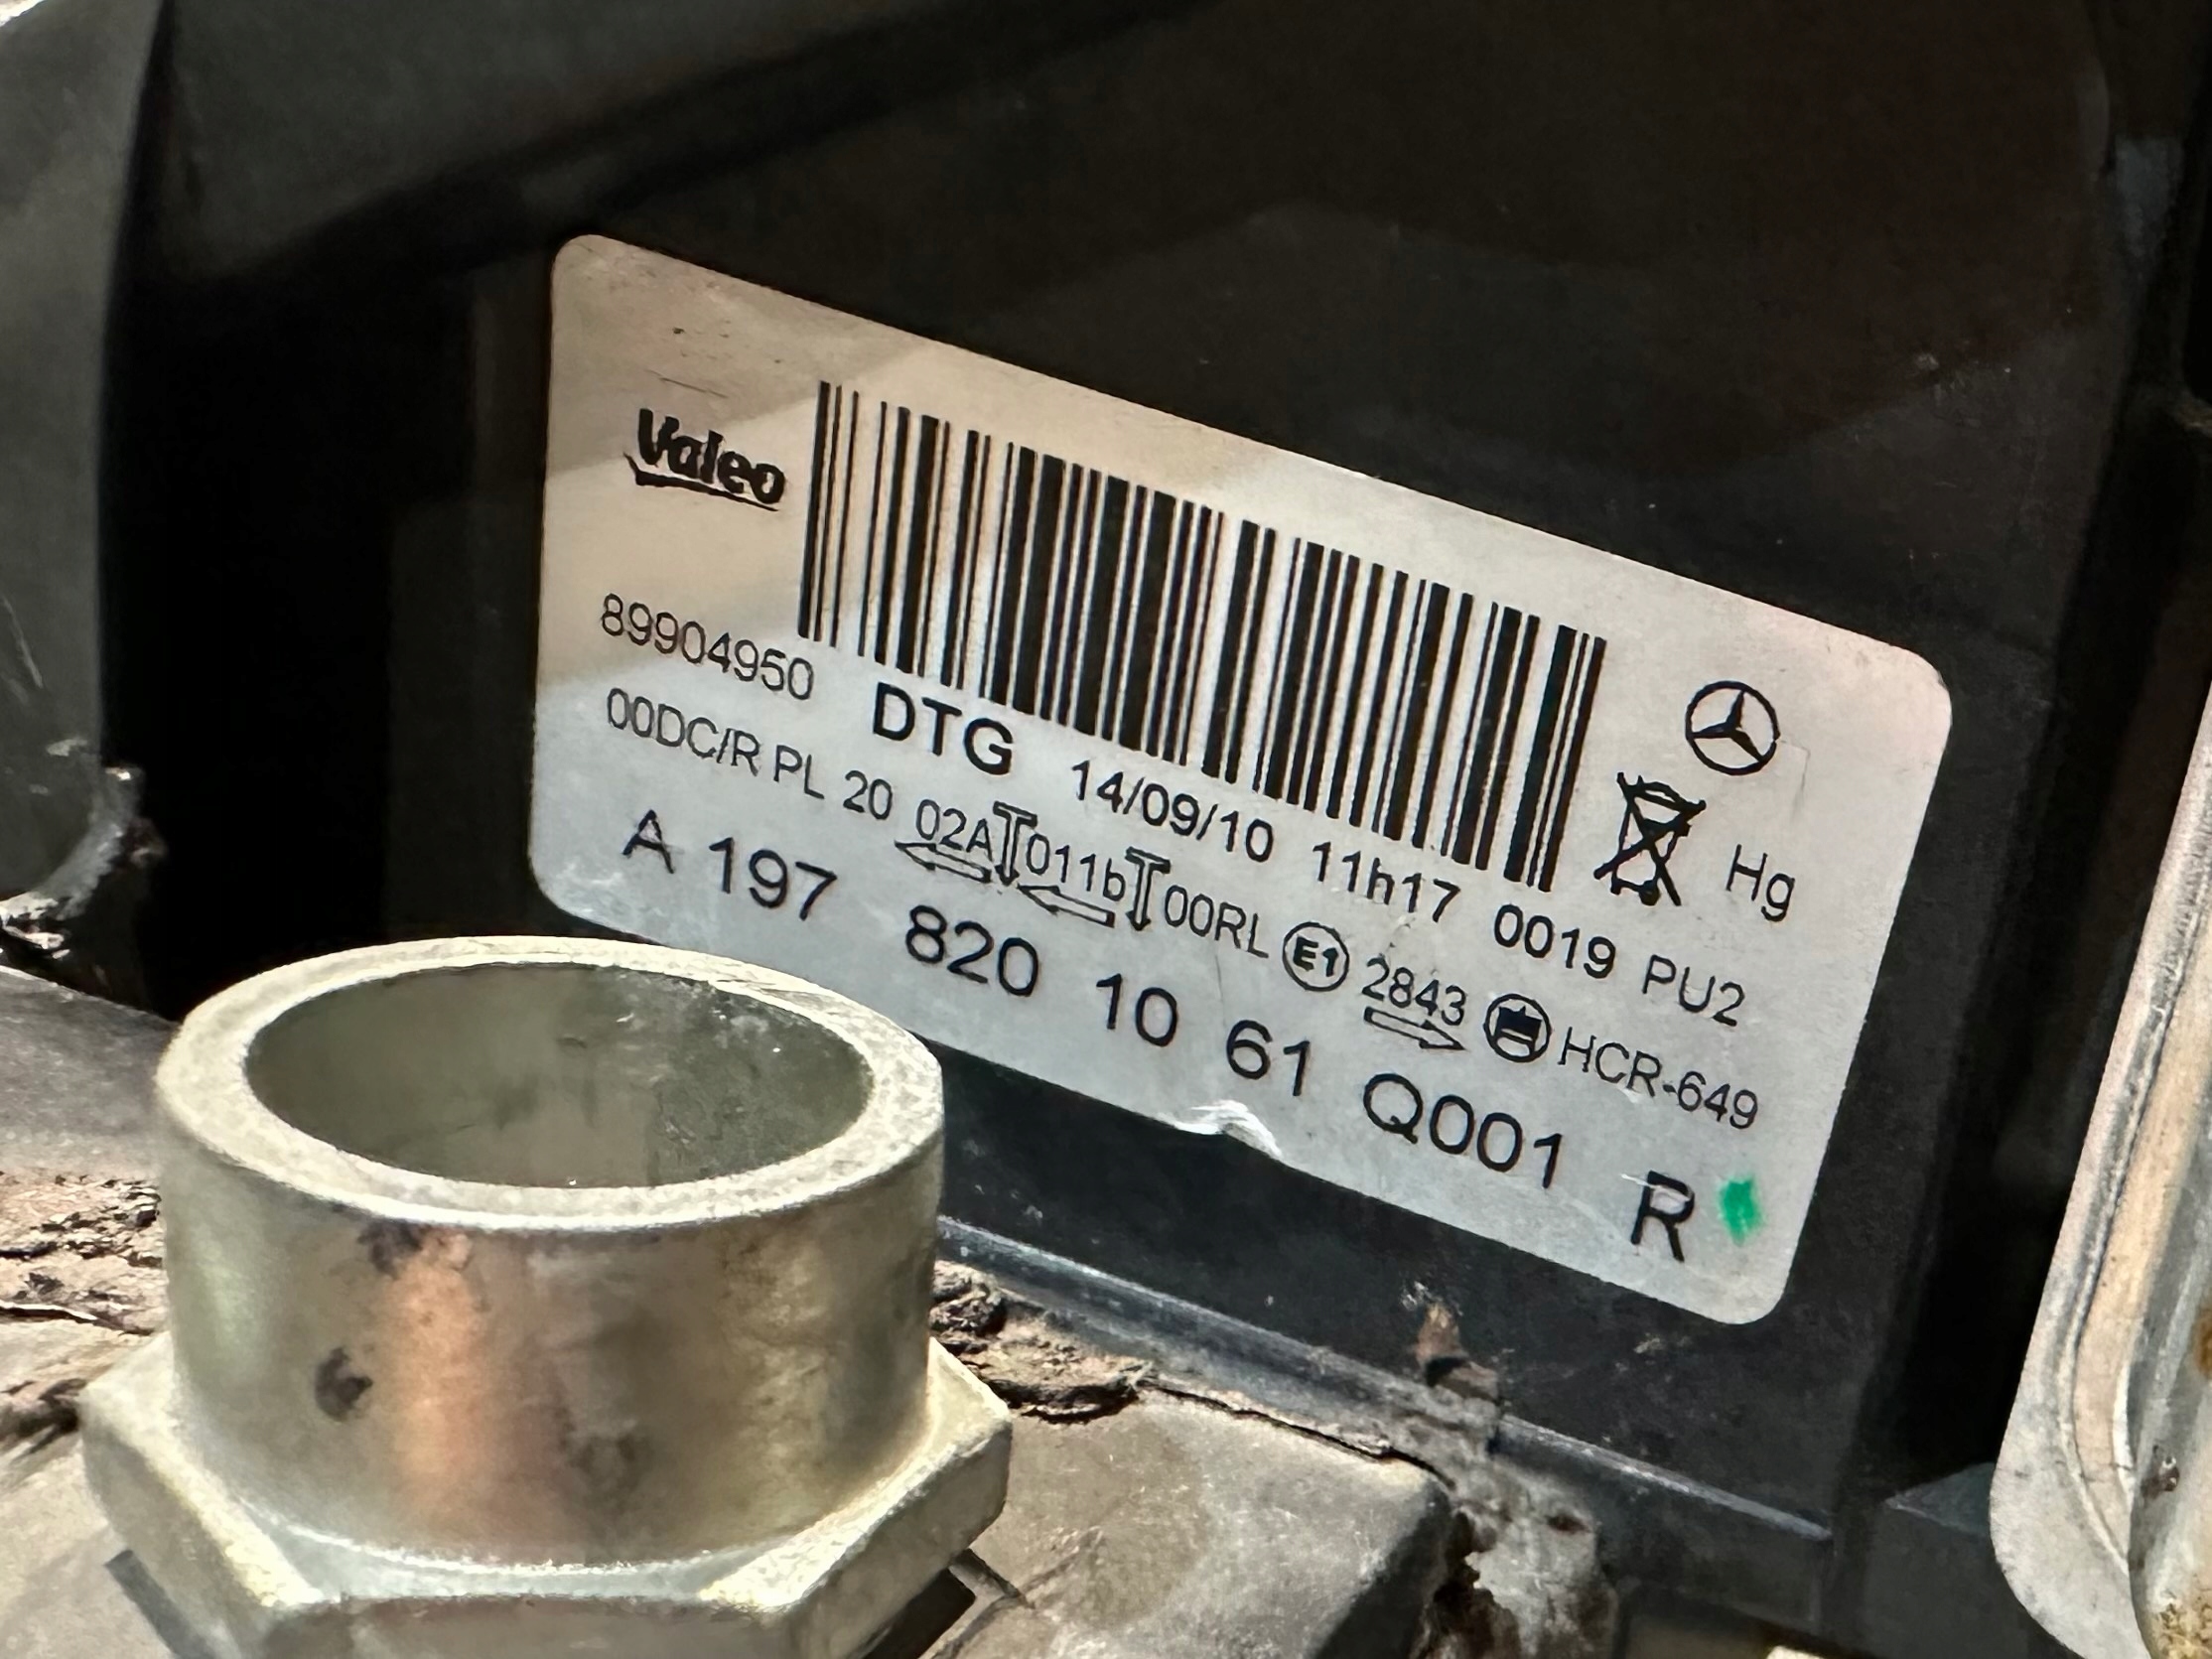 Valeo
89904950 DTG 14/09/10 11h17 0019 PU2
Hg
00DC/R PL 20 02A 011b 00RL E1 2843 HCR-649
A 197 820 10 61 Q001 R